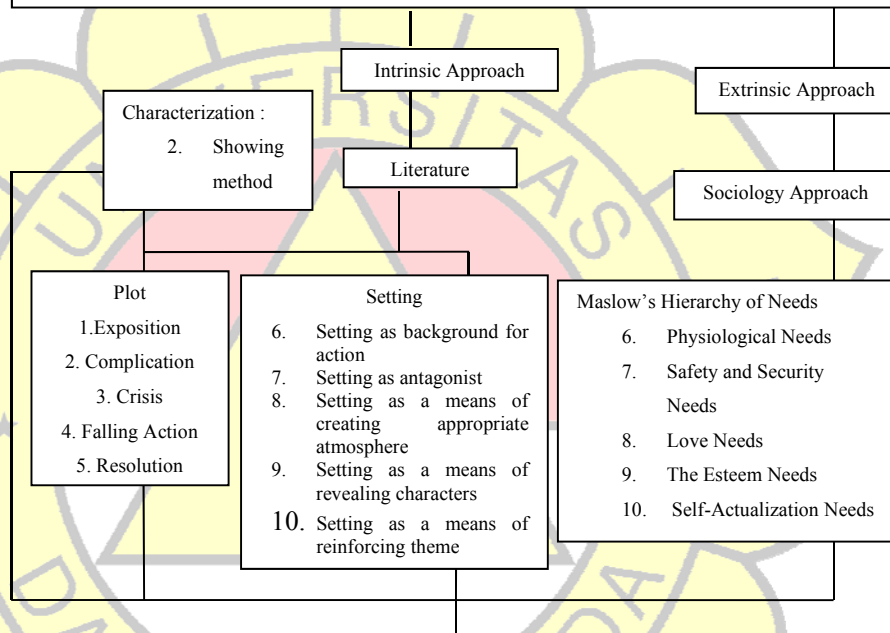 Intrinsic Approach
Extrinsic Approach
Characterization :
2. Showing
method
Literature
Sociology Approach
Plot
1.Exposition
2. Complication
3. Crisis
4. Falling Action
5. Resolution
Setting
6. Setting as background for
action
7. Setting as antagonist
8. Setting as a means of
creating appropriate
atmosphere
9. Setting as a means of
revealing characters
10. Setting as a means of
reinforcing theme
Maslow’s Hierarchy of Needs
6. Physiological Needs
7. Safety and Security
Needs
8. Love Needs
9. The Esteem Needs
10. Self-Actualization Needs